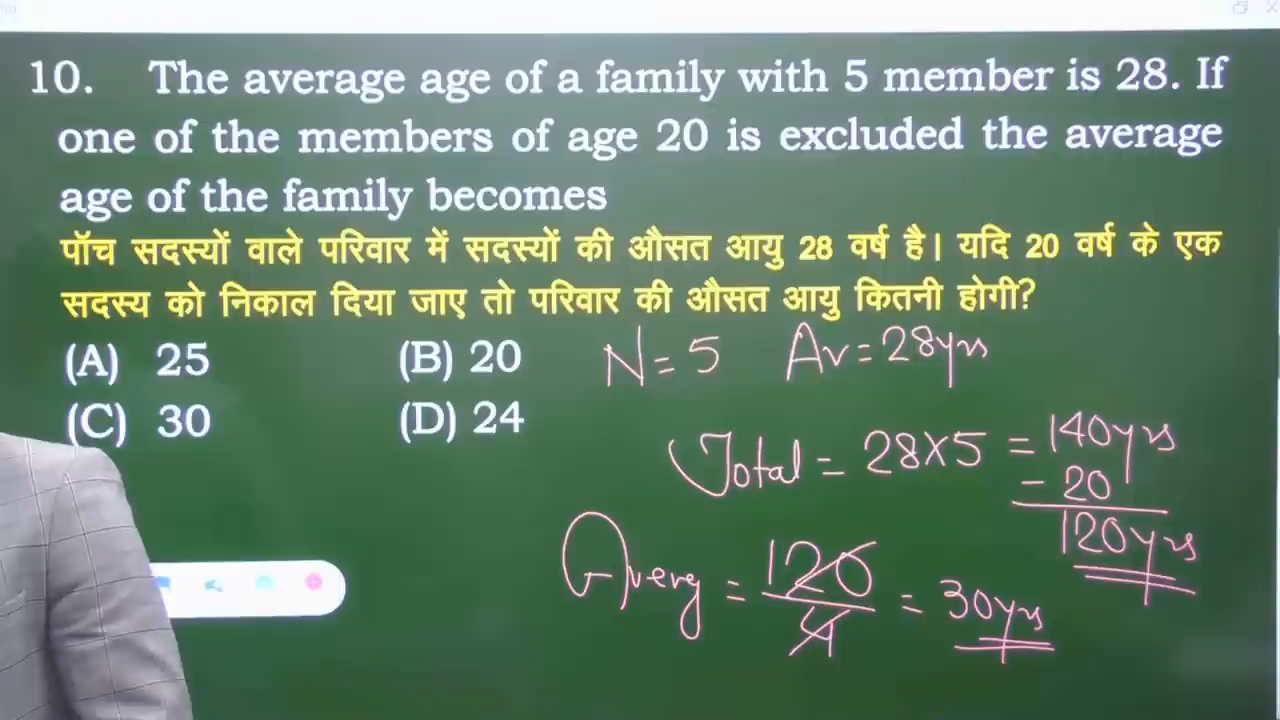 10. The average age of a family with 5 member is 28. If
one of the members of age 20 is excluded the average
age of the family becomes
पॉच सदस्यों वाले परिवार में सदस्यों की औसत आयु 28 वर्ष है। यदि 20 वर्ष के एक
सदस्य को निकाल दिया जाए तो परिवार की औसत आयु कितनी होगी?
(A) 25 (B) 20
(C) 30 (D) 24
N = 5 Av = 28yrs
Total = 28×5 = 140yrs
- 20
120yrs
Averg = 120/4 = 30yrs